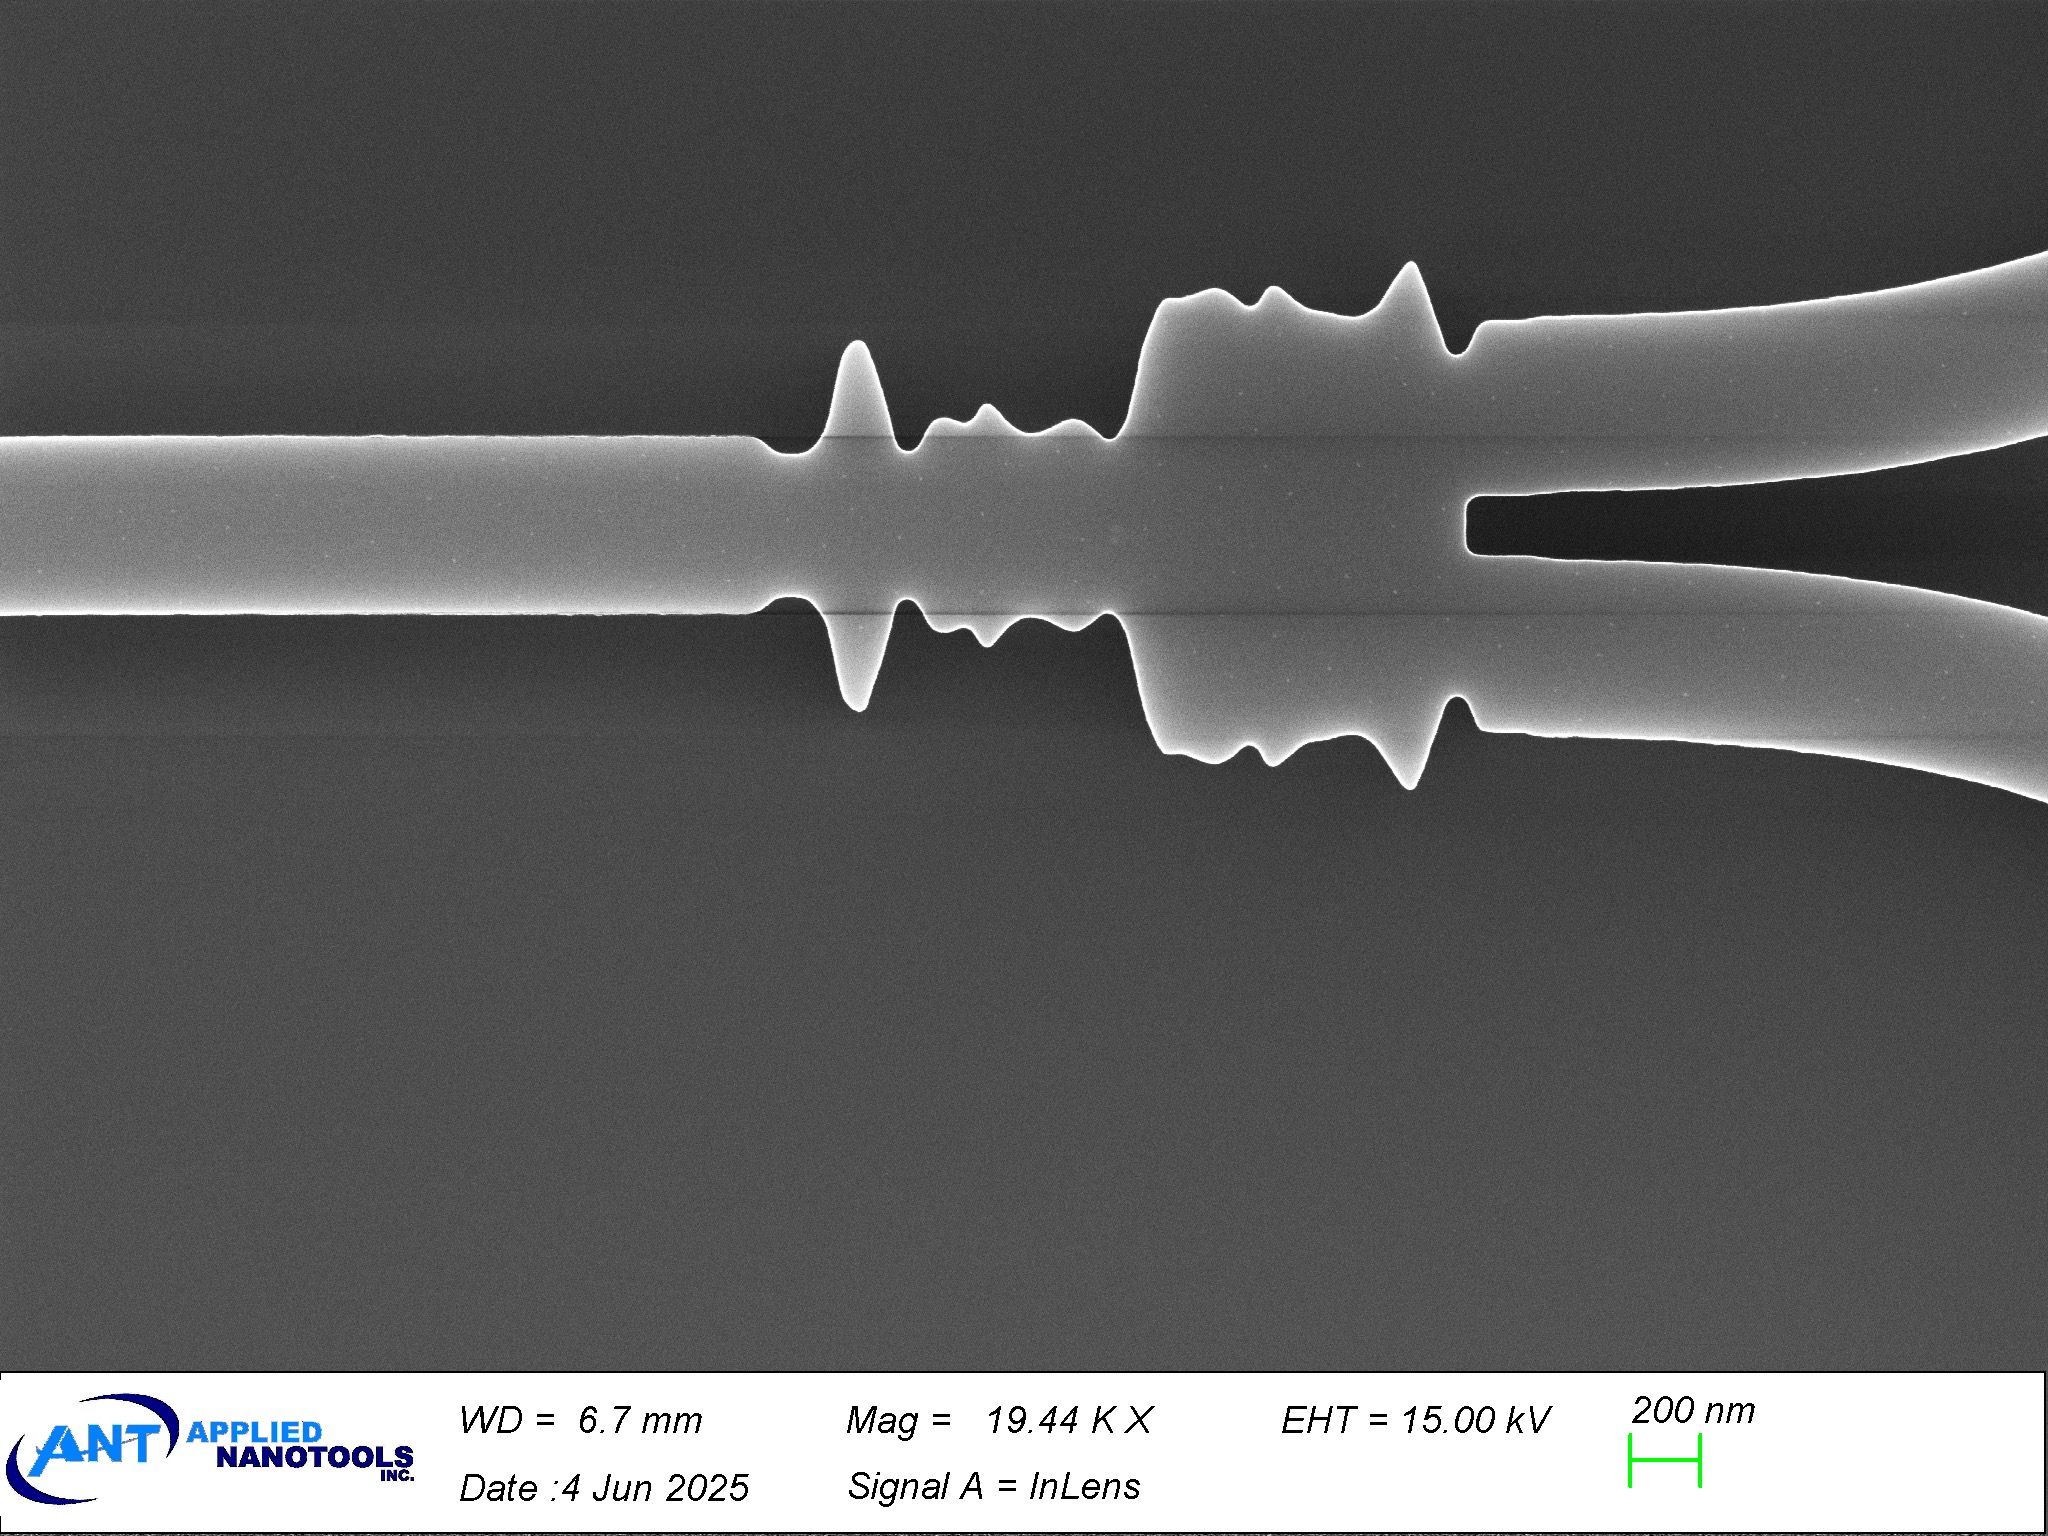 ANT APPLIED
NANOTOOLS
INC.
WD = 6.7 mm
Mag = 19.44 K X
EHT = 15.00 kV
200 nm
Date :4 Jun 2025
Signal A = InLens